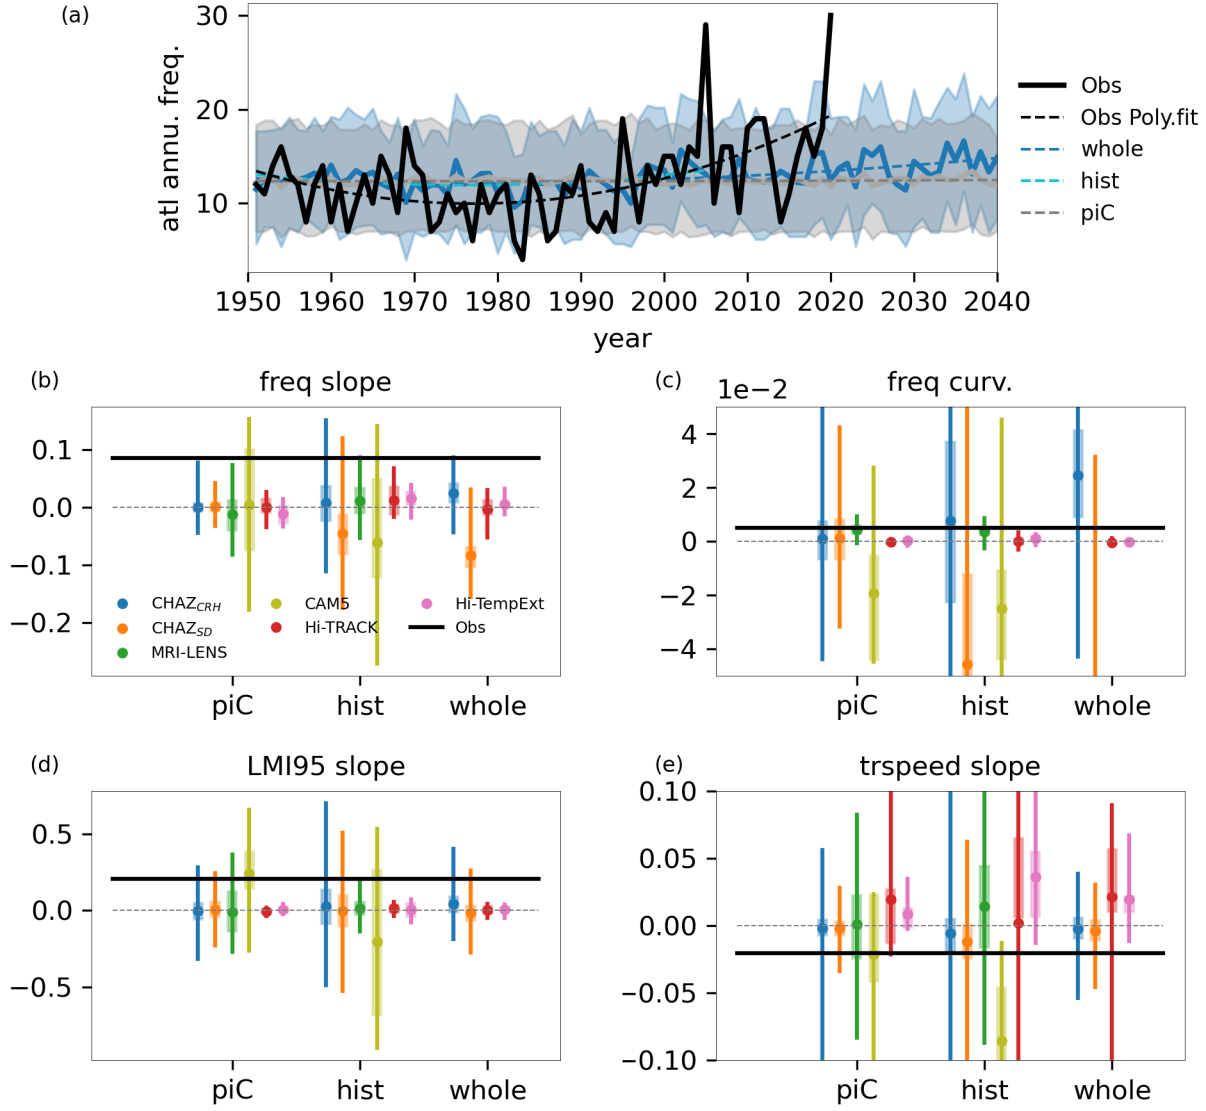 (a)
atl annu. freq.
30
20
10
1950 1960 1970 1980 1990 2000 2010 2020 2030 2040
year
Obs
Obs Poly.fit
whole
hist
piC
(b)
freq slope
0.1
0.0
−0.1
−0.2
CHAZCRH
CHAZSD
MRI-LENS
CAM5
Hi-TRACK
Hi-TempExt
Obs
piC hist whole
(c)
1e−2
freq curv.
4
2
0
−2
−4
piC hist whole
(d)
LMI95 slope
0.5
0.0
−0.5
piC hist whole
(e)
trspeed slope
0.10
0.05
0.00
−0.05
−0.10
piC hist whole